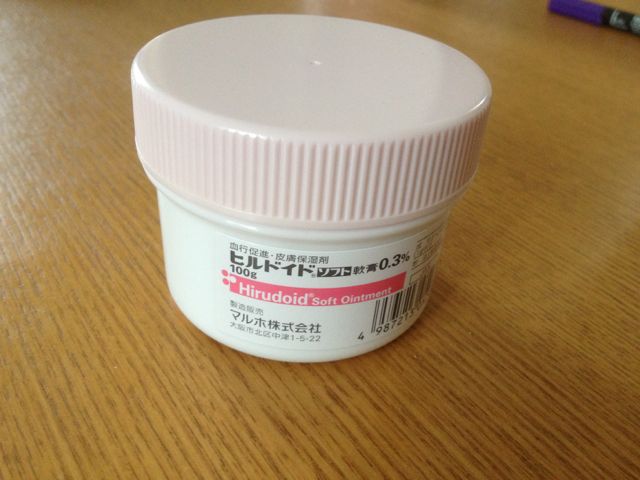 血行促進・皮膚保湿剤
ヒルドイド® ソフト 軟膏0.3%
100g
Hirudoid® Soft Ointment
製造販売
マルホ株式会社
大阪市北区中津1-5-22
4 987213